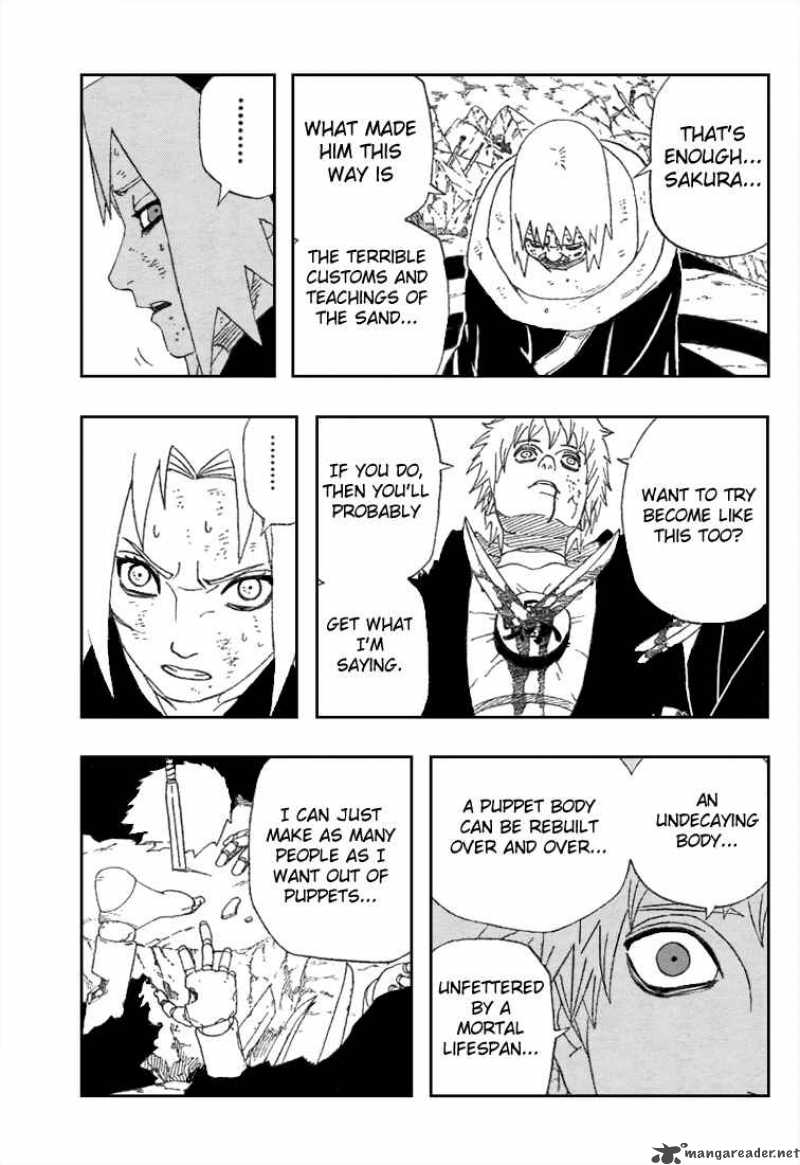 THAT'S
ENOUGH...
SAKURA...
WHAT MADE
HIM THIS
WAY IS
THE TERRIBLE
CUSTOMS AND
TEACHINGS OF
THE SAND...
.........
WANT TO TRY
BECOME LIKE
THIS TOO?
IF YOU DO,
THEN YOU'LL
PROBABLY
GET WHAT
I'M
SAYING.
.........
AN
UNDECAYING
BODY...
A PUPPET BODY
CAN BE REBUILT
OVER AND OVER...
UNFETTERED
BY A
MORTAL
LIFESPAN...
I CAN JUST
MAKE AS MANY
PEOPLE AS I
WANT OUT OF
PUPPETS...
mangareader.net